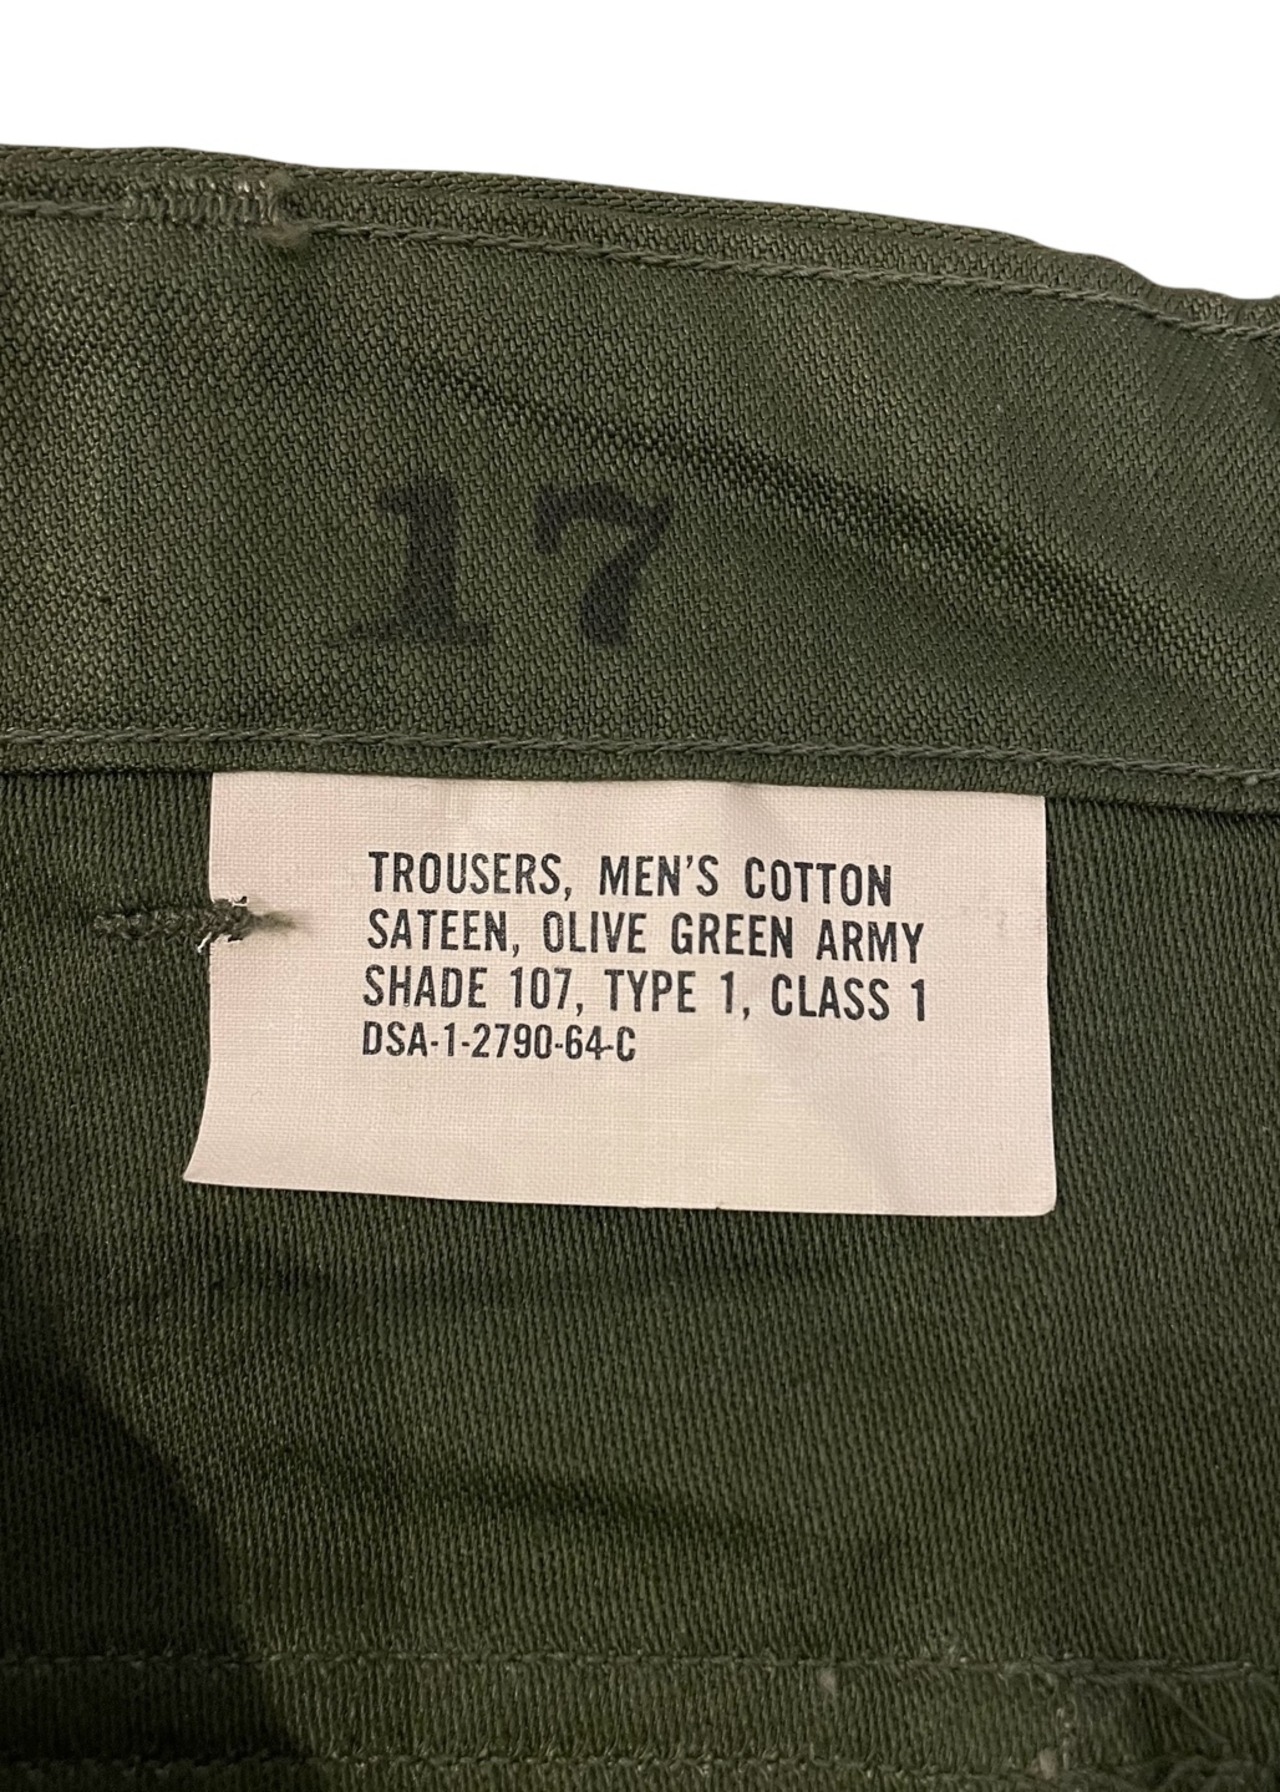 17
TROUSERS, MEN'S COTTON
SATEEN, OLIVE GREEN ARMY
SHADE 107, TYPE 1, CLASS 1
DSA-1-2790-64-C